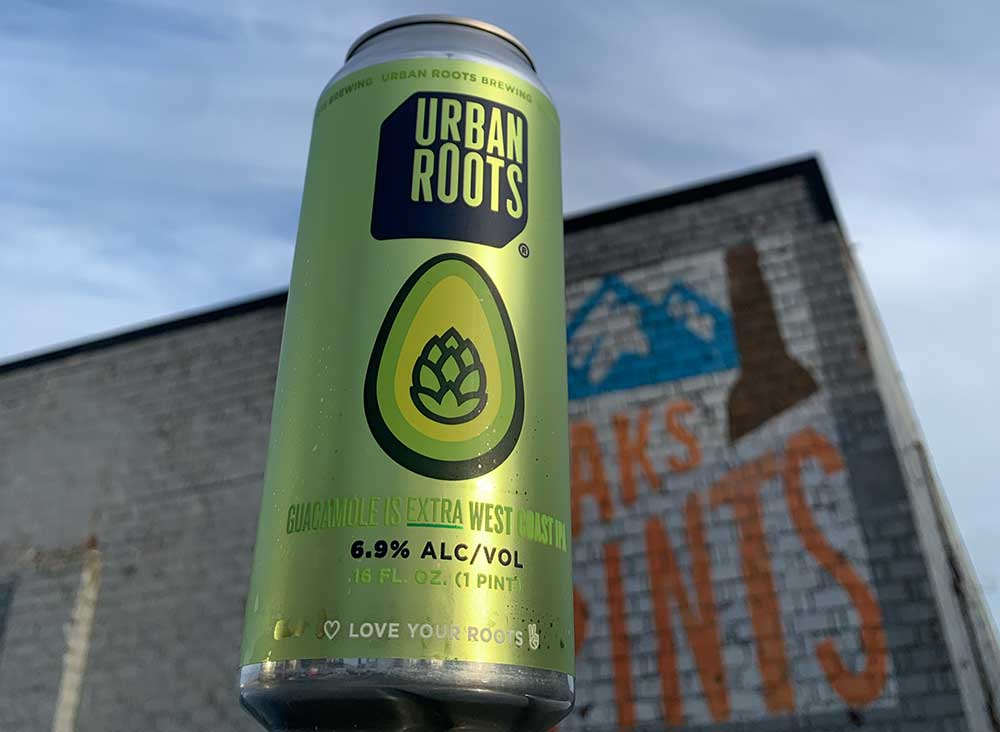 BREWING URBAN ROOTS BREWING
URBAN
ROOTS
®
GUACAMOLE IS EXTRA WEST COAST IPA
6.9% ALC/VOL
16 FL. OZ. (1 PINT)
LOVE YOUR ROOTS
AKS
INTS